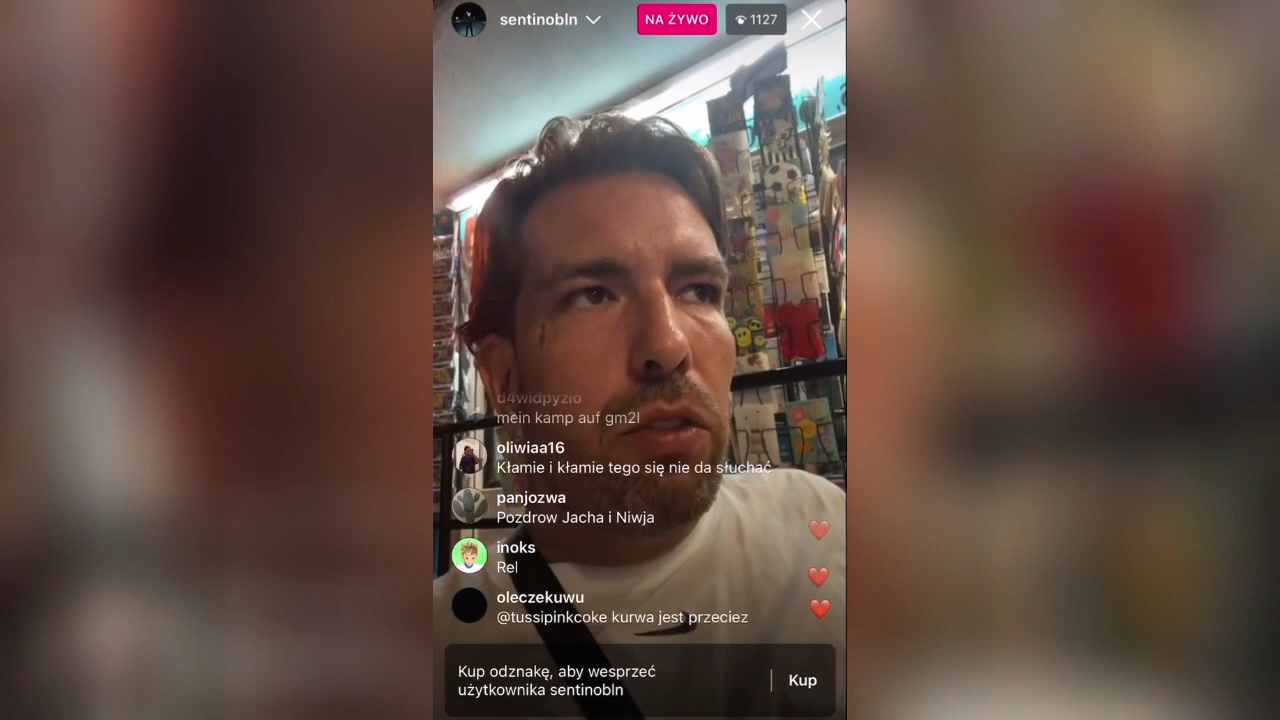 sentinobln
NA ŻYWO
1127
d4widpyzio
mein kamp auf gm2l
oliwiaa16
Kłamie i kłamie tego się nie da słuchać
panjozwa
Pozdrow Jacha i Niwja
inoks
Rel
oleczekuwu
@tussipinkcoke kurwa jest przeciez
Kup odznakę, aby wesprzeć
użytkownika sentinobln
Kup